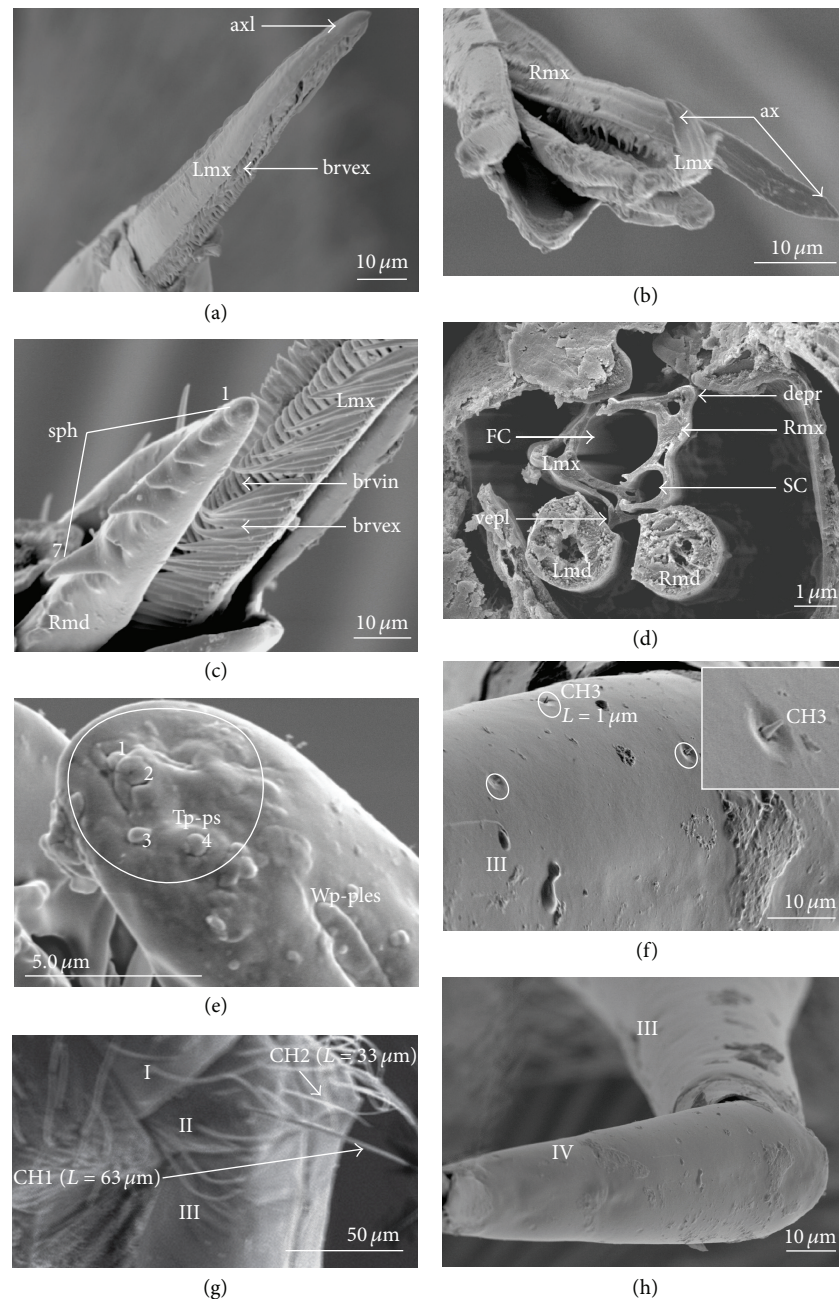 axl
Lmx
brvex
10 μm
(a)
Rmx
ax
Lmx
10 μm
(b)
1
Lmx
sph
brvin
brvex
7
Rmd
10 μm
(c)
depr
FC
Rmx
Lmx
SC
vepl
Lmd
Rmd
1 μm
(d)
1
2
Tp-ps
3
4
Wp-ples
5.0 μm
(e)
CH3
L = 1 μm
CH3
III
10 μm
(f)
CH2 (L = 33 μm)
I
II
CH1 (L = 63 μm)
III
50 μm
(g)
III
IV
10 μm
(h)